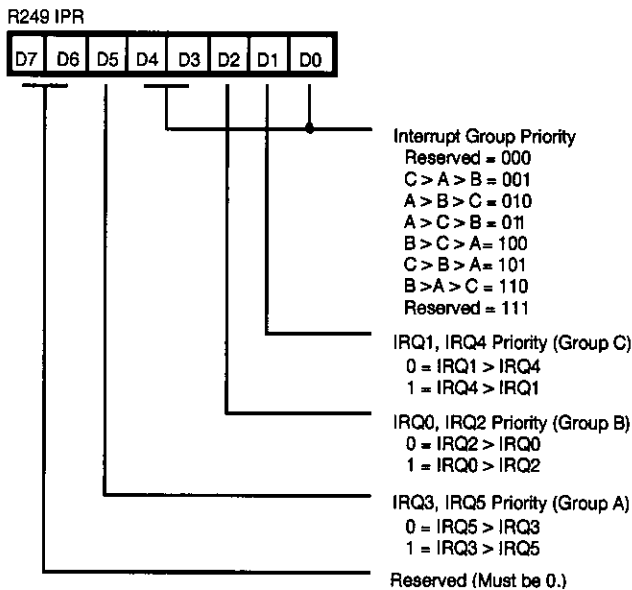 R249 IPR
D7 D6 D5 D4 D3 D2 D1 D0
Interrupt Group Priority
Reserved = 000
C > A > B = 001
A > B > C = 010
A > C > B = 011
B > C > A = 100
C > B > A = 101
B > A > C = 110
Reserved = 111
IRQ1, IRQ4 Priority (Group C)
0 = IRQ1 > IRQ4
1 = IRQ4 > IRQ1
IRQ0, IRQ2 Priority (Group B)
0 = IRQ2 > IRQ0
1 = IRQ0 > IRQ2
IRQ3, IRQ5 Priority (Group A)
0 = IRQ5 > IRQ3
1 = IRQ3 > IRQ5
Reserved (Must be 0.)